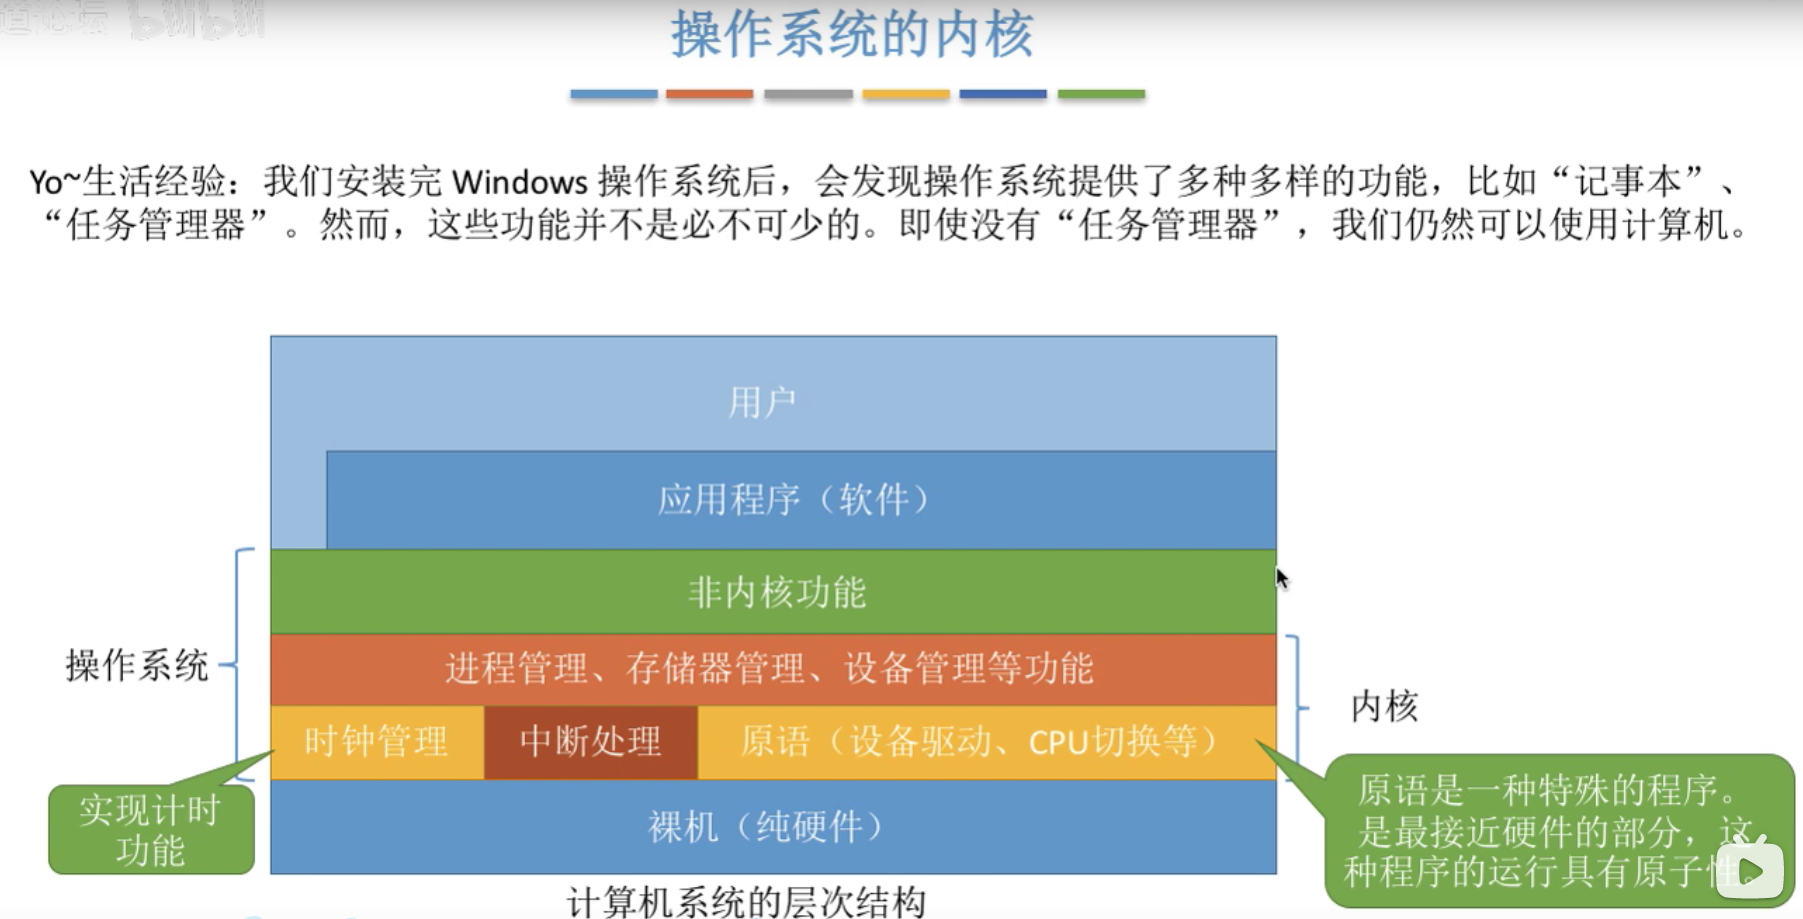 操作系统的内核
Yo~生活经验：我们安装完 Windows 操作系统后，会发现操作系统提供了多种多样的功能，比如“记事本”、
“任务管理器”。然而，这些功能并不是必不可少的。即使没有“任务管理器”，我们仍然可以使用计算机。
用户
应用程序（软件）
非内核功能
操作系统
进程管理、存储器管理、设备管理等功能
内核
时钟管理
中断处理
原语（设备驱动、CPU切换等）
实现计时
功能
裸机（纯硬件）
原语是一种特殊的程序。
是最接近硬件的部分，这
种程序的运行具有原子性。
计算机系统的层次结构